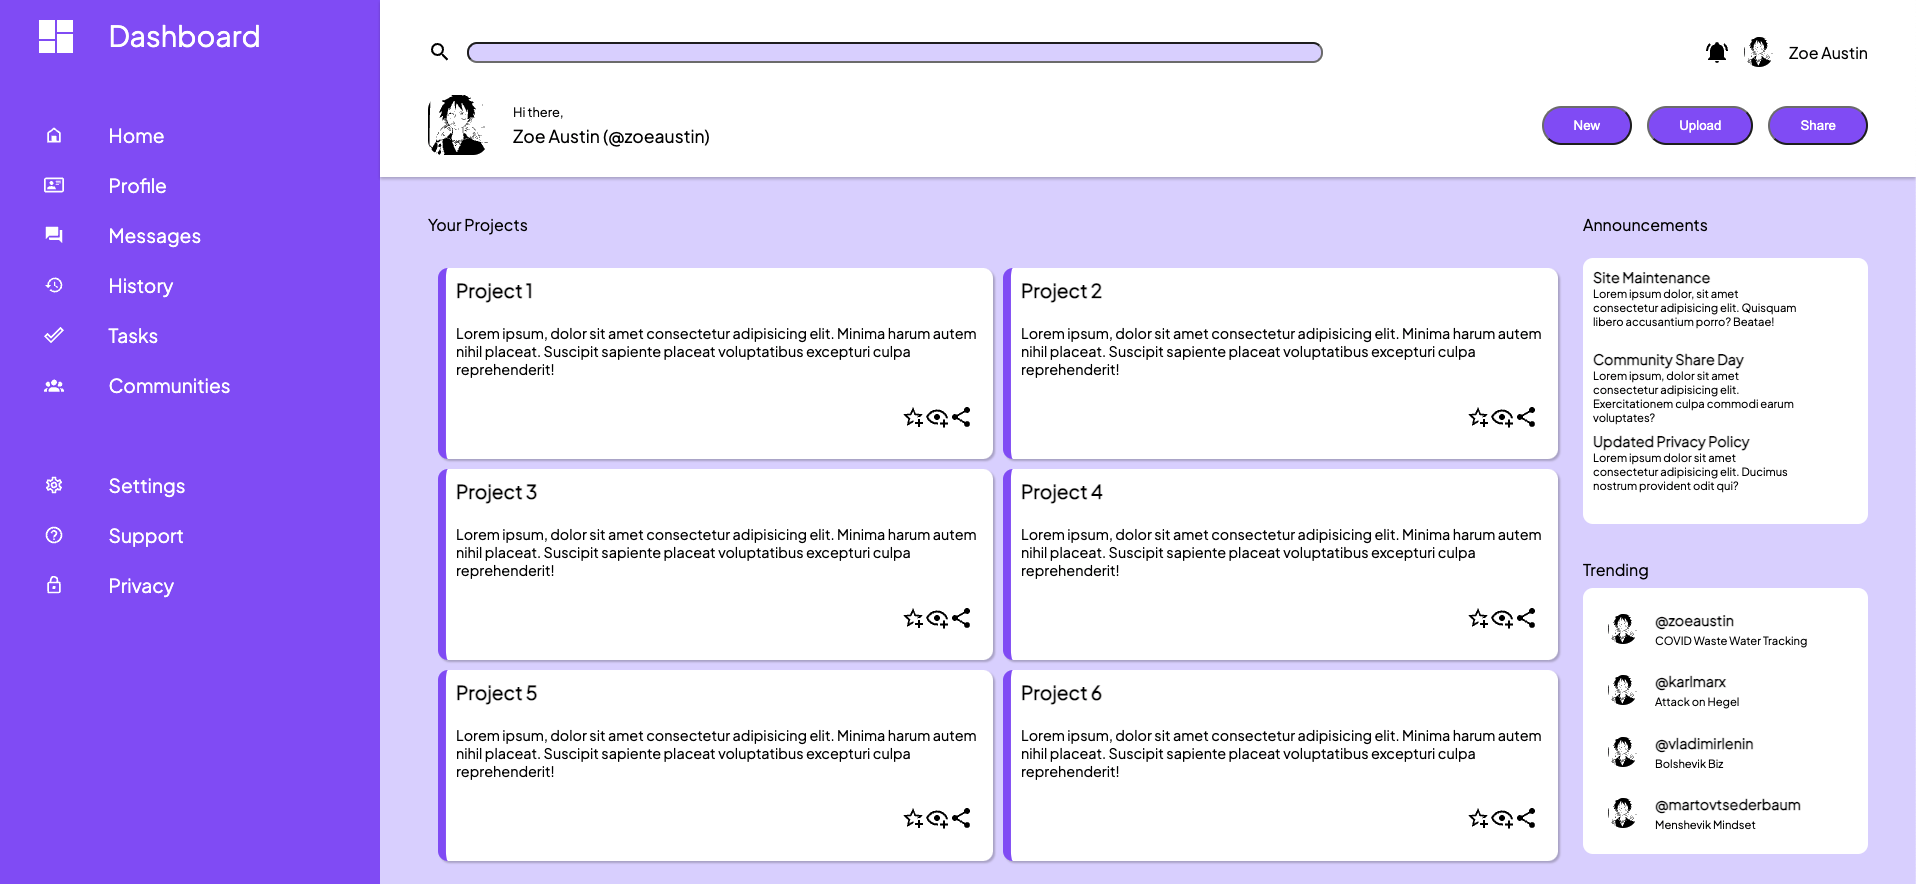 Dashboard
Home
Profile
Messages
History
Tasks
Communities
Settings
Support
Privacy
Zoe Austin
Hi there,
Zoe Austin (@zoeaustin)
New
Upload
Share
Your Projects
Project 1
Lorem ipsum, dolor sit amet consectetur adipisicing elit. Minima harum autem
nihil placeat. Suscipit sapiente placeat voluptatibus excepturi culpa
reprehenderit!
Project 2
Lorem ipsum, dolor sit amet consectetur adipisicing elit. Minima harum autem
nihil placeat. Suscipit sapiente placeat voluptatibus excepturi culpa
reprehenderit!
Project 3
Lorem ipsum, dolor sit amet consectetur adipisicing elit. Minima harum autem
nihil placeat. Suscipit sapiente placeat voluptatibus excepturi culpa
reprehenderit!
Project 4
Lorem ipsum, dolor sit amet consectetur adipisicing elit. Minima harum autem
nihil placeat. Suscipit sapiente placeat voluptatibus excepturi culpa
reprehenderit!
Project 5
Lorem ipsum, dolor sit amet consectetur adipisicing elit. Minima harum autem
nihil placeat. Suscipit sapiente placeat voluptatibus excepturi culpa
reprehenderit!
Project 6
Lorem ipsum, dolor sit amet consectetur adipisicing elit. Minima harum autem
nihil placeat. Suscipit sapiente placeat voluptatibus excepturi culpa
reprehenderit!
Announcements
Site Maintenance
Lorem ipsum dolor, sit amet
consectetur adipisicing elit. Quisquam
libero accusantium porro? Beatae!
Community Share Day
Lorem ipsum, dolor sit amet
consectetur adipisicing elit.
Exercitationem culpa commodi earum
voluptates?
Updated Privacy Policy
Lorem ipsum dolor sit amet
consectetur adipisicing elit. Ducimus
nostrum provident odit qui?
Trending
@zoeaustin
COVID Waste Water Tracking
@karlmarx
Attack on Hegel
@vladimirlenin
Bolshevik Biz
@martovtsederbaum
Menshevik Mindset